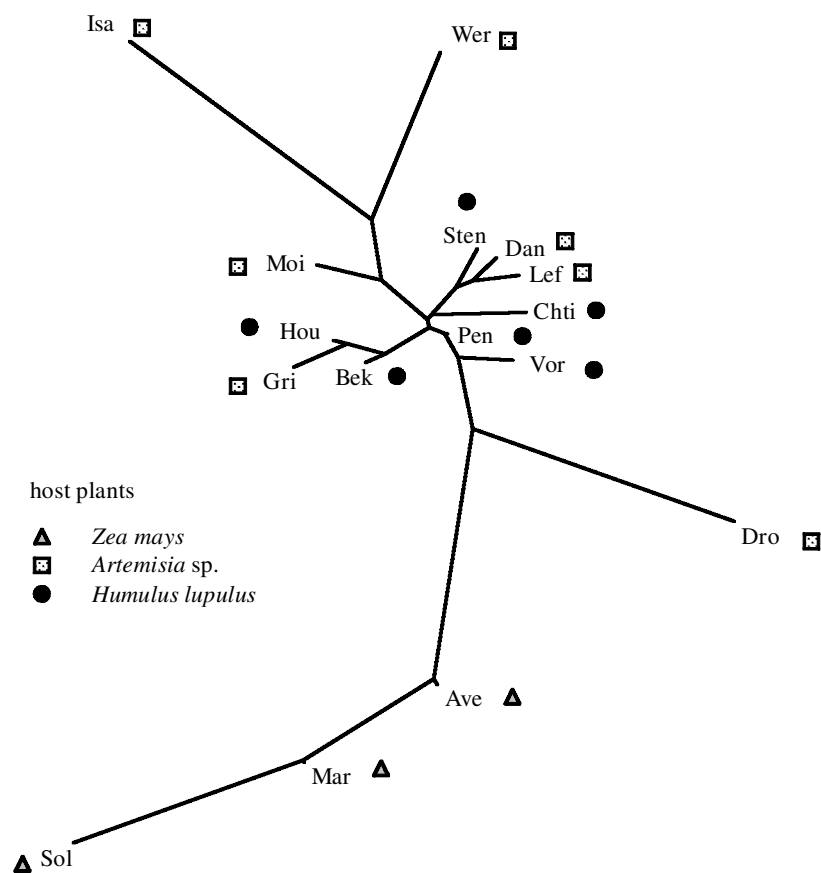 Isa
Wer
Sten
Dan
Moi
Lef
Chti
Hou
Pen
Gri
Bek
Vor
host plants
Zea mays
Artemisia sp.
Humulus lupulus
Dro
Ave
Mar
Sol